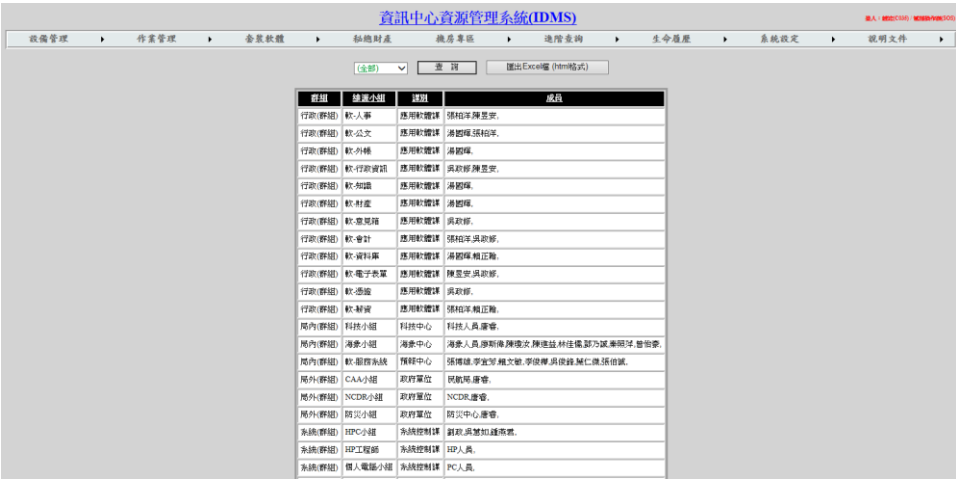 資訊中心資源管理系統(IDMS)
設備管理 作業管理 套裝軟體 秘總財產 機房專區 進階查詢 生命履歷 系統設定 說明文件
(全部) 查 詢 匯出Excel檔 (html格式)
群組 維運小組 課別 成員
行政(群組) 軟-人事 應用軟體課 張柏洋,陳昱安,
行政(群組) 軟-公文 應用軟體課 湯國暉,張柏洋,
行政(群組) 軟-外帳 應用軟體課 湯國暉,
行政(群組) 軟-行政資訊 應用軟體課 吳政修,陳昱安,
行政(群組) 軟-知識 應用軟體課 湯國暉,
行政(群組) 軟-財產 應用軟體課 湯國暉,
行政(群組) 軟-意見箱 應用軟體課 吳政修,
行政(群組) 軟-會計 應用軟體課 張柏洋,吳政修,
行政(群組) 軟-資料庫 應用軟體課 湯國暉,賴正翰,
行政(群組) 軟-電子表單 應用軟體課 陳昱安,吳政修,
行政(群組) 軟-憑證 應用軟體課 吳政修,
行政(群組) 軟-薪資 應用軟體課 張柏洋,賴正翰,
局內(群組) 科技小組 科技中心 科技人員,唐睿,
局內(群組) 海象小組 海象中心 海象人員,廖斯偉,陳瓊汝,陳進益,林佳儒,郭乃誠,秦照洋,曾怡豪,
局內(群組) 軟-服務系統 預報中心 張博雄,李宜芳,賴文敏,李俊樺,吳俊鋒,張伯誠,
局外(群組) CAA小組 政府單位 民航局,唐睿,
局外(群組) NCDR小組 政府單位 NCDR,唐睿,
局外(群組) 防災小組 政府單位 防災中心,唐睿,
系統(群組) HPC小組 系統控制課 劉政,吳慧如,鍾燕君,
系統(群組) HP工程師 系統控制課 HP人員,
系統(群組) 個人電腦小組 系統控制課 PC人員,